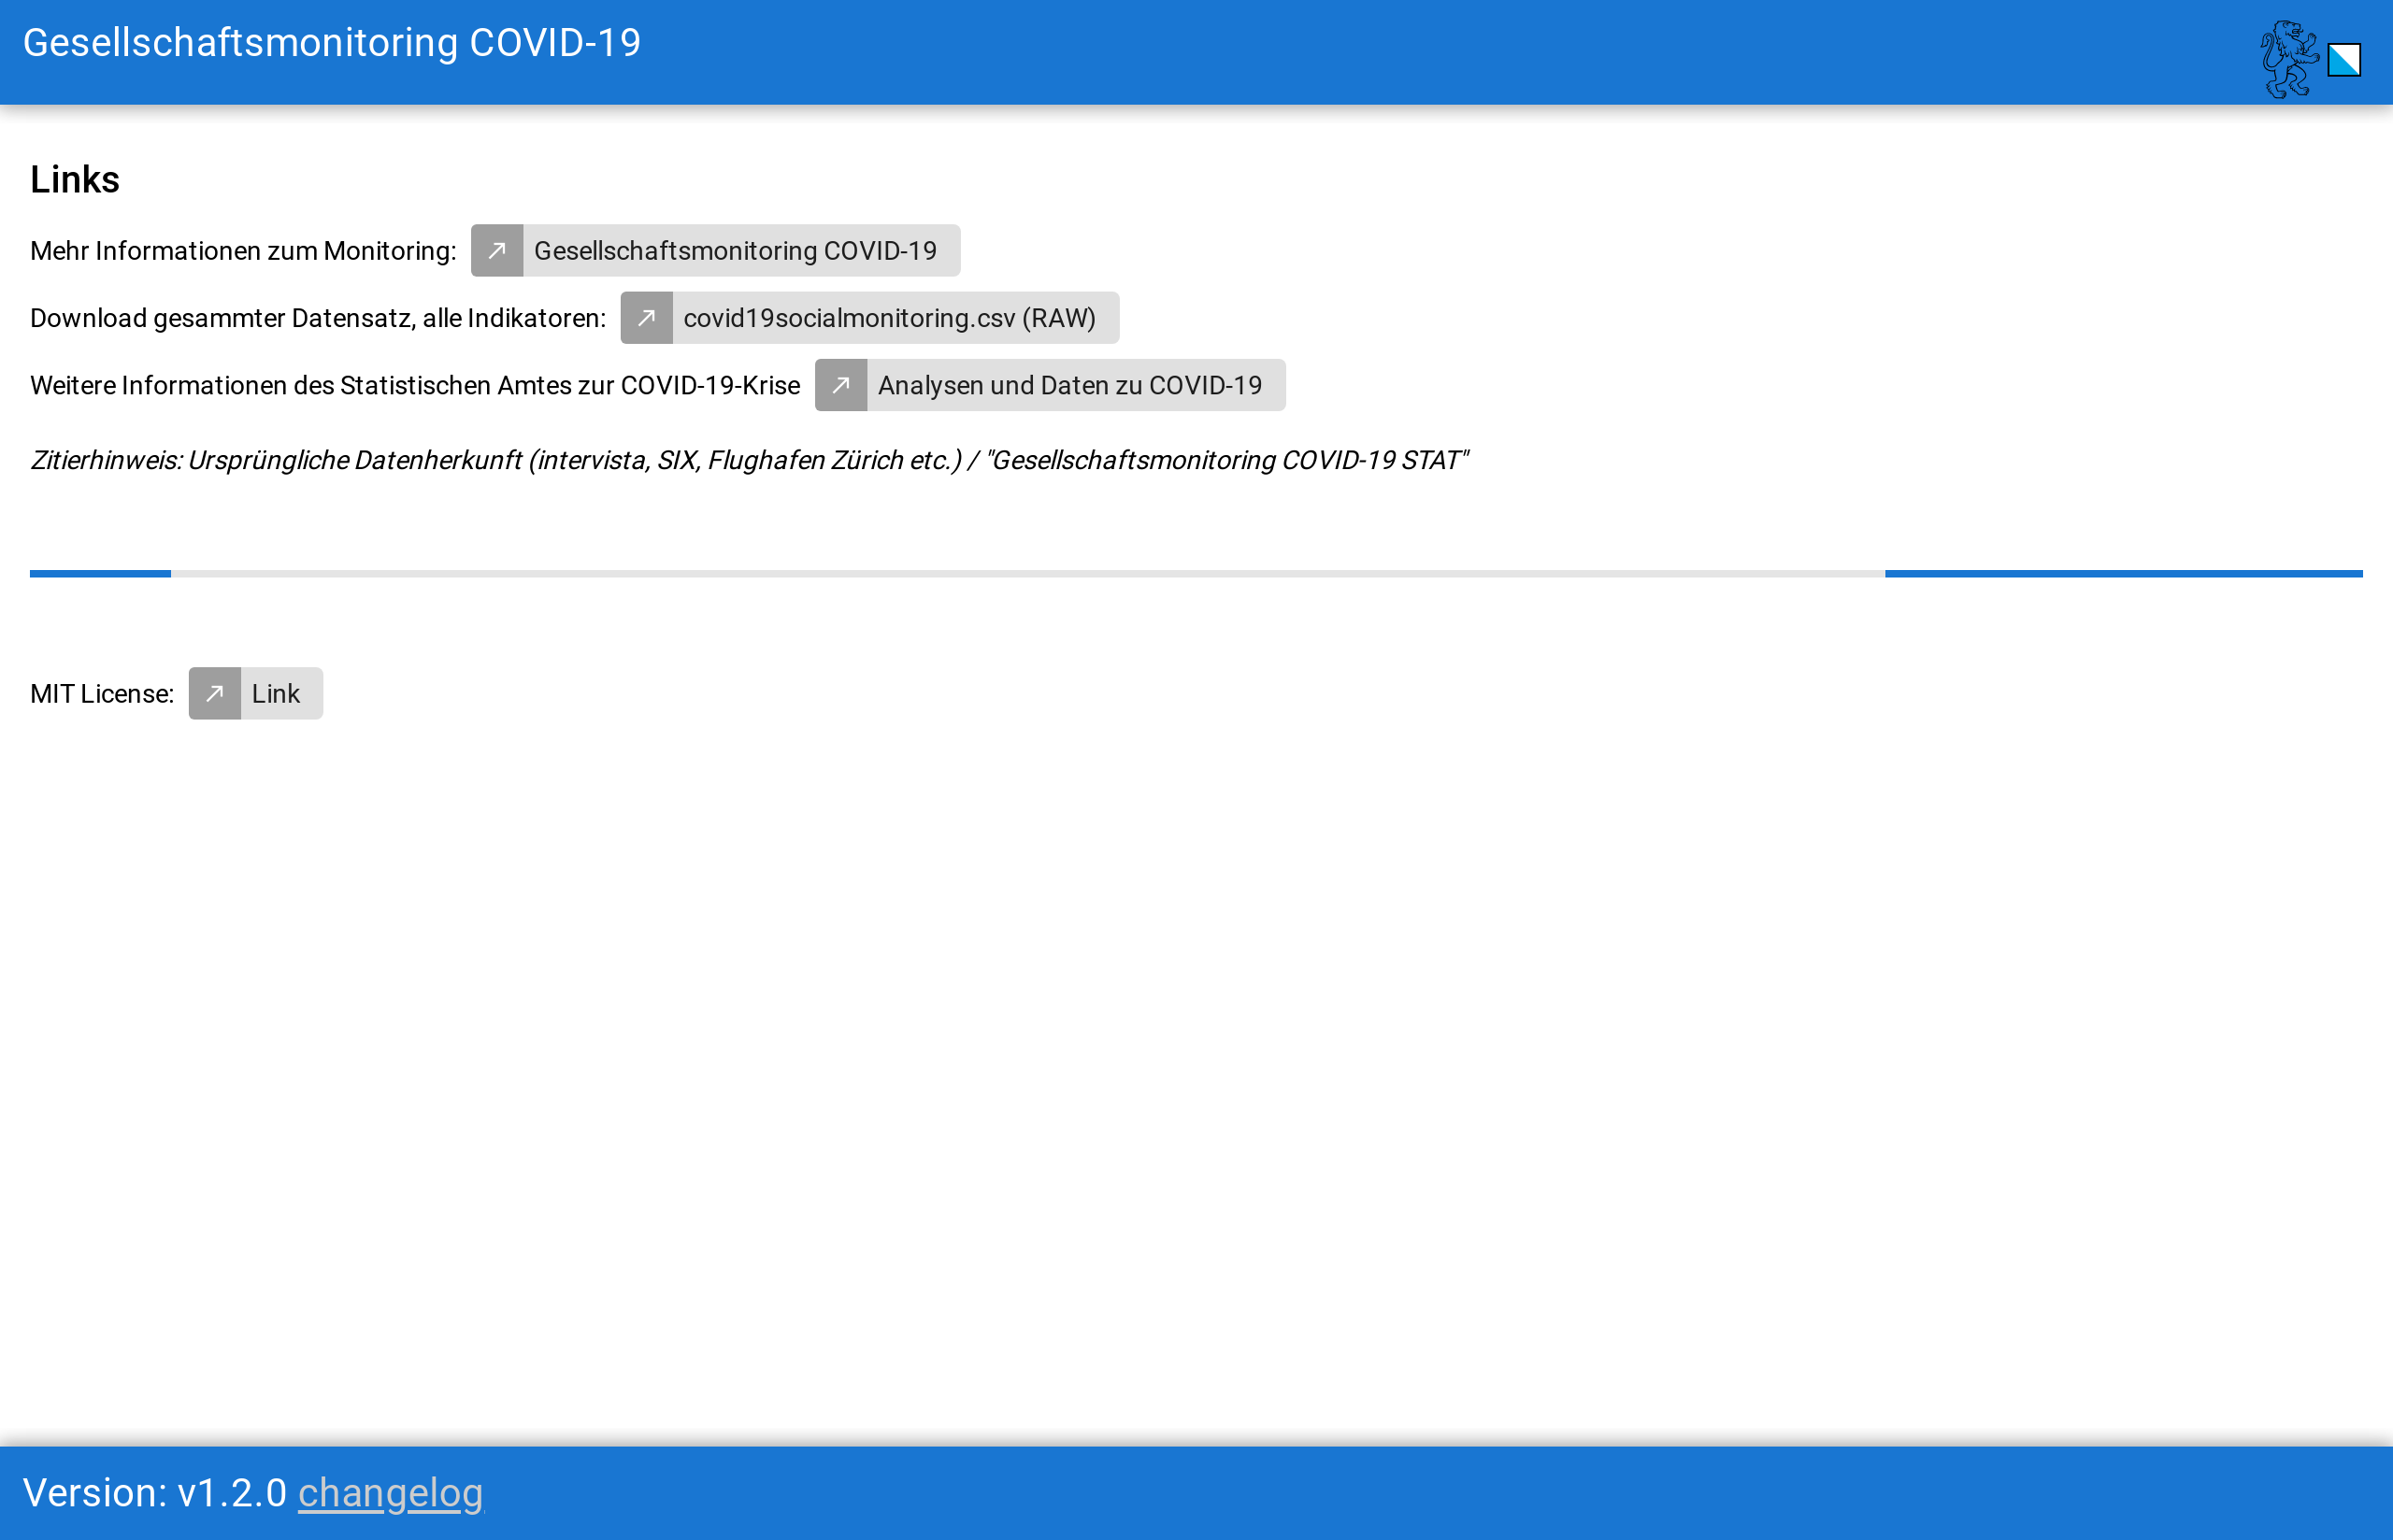 Gesellschaftsmonitoring COVID-19
Links
Mehr Informationen zum Monitoring: Gesellschaftsmonitoring COVID-19
Download gesammter Datensatz, alle Indikatoren: covid19socialmonitoring.csv (RAW)
Weitere Informationen des Statistischen Amtes zur COVID-19-Krise Analysen und Daten zu COVID-19
Zitierhinweis: Ursprüngliche Datenherkunft (intervista, SIX, Flughafen Zürich etc.) / "Gesellschaftsmonitoring COVID-19 STAT"
MIT License: Link
Version: v1.2.0 changelog